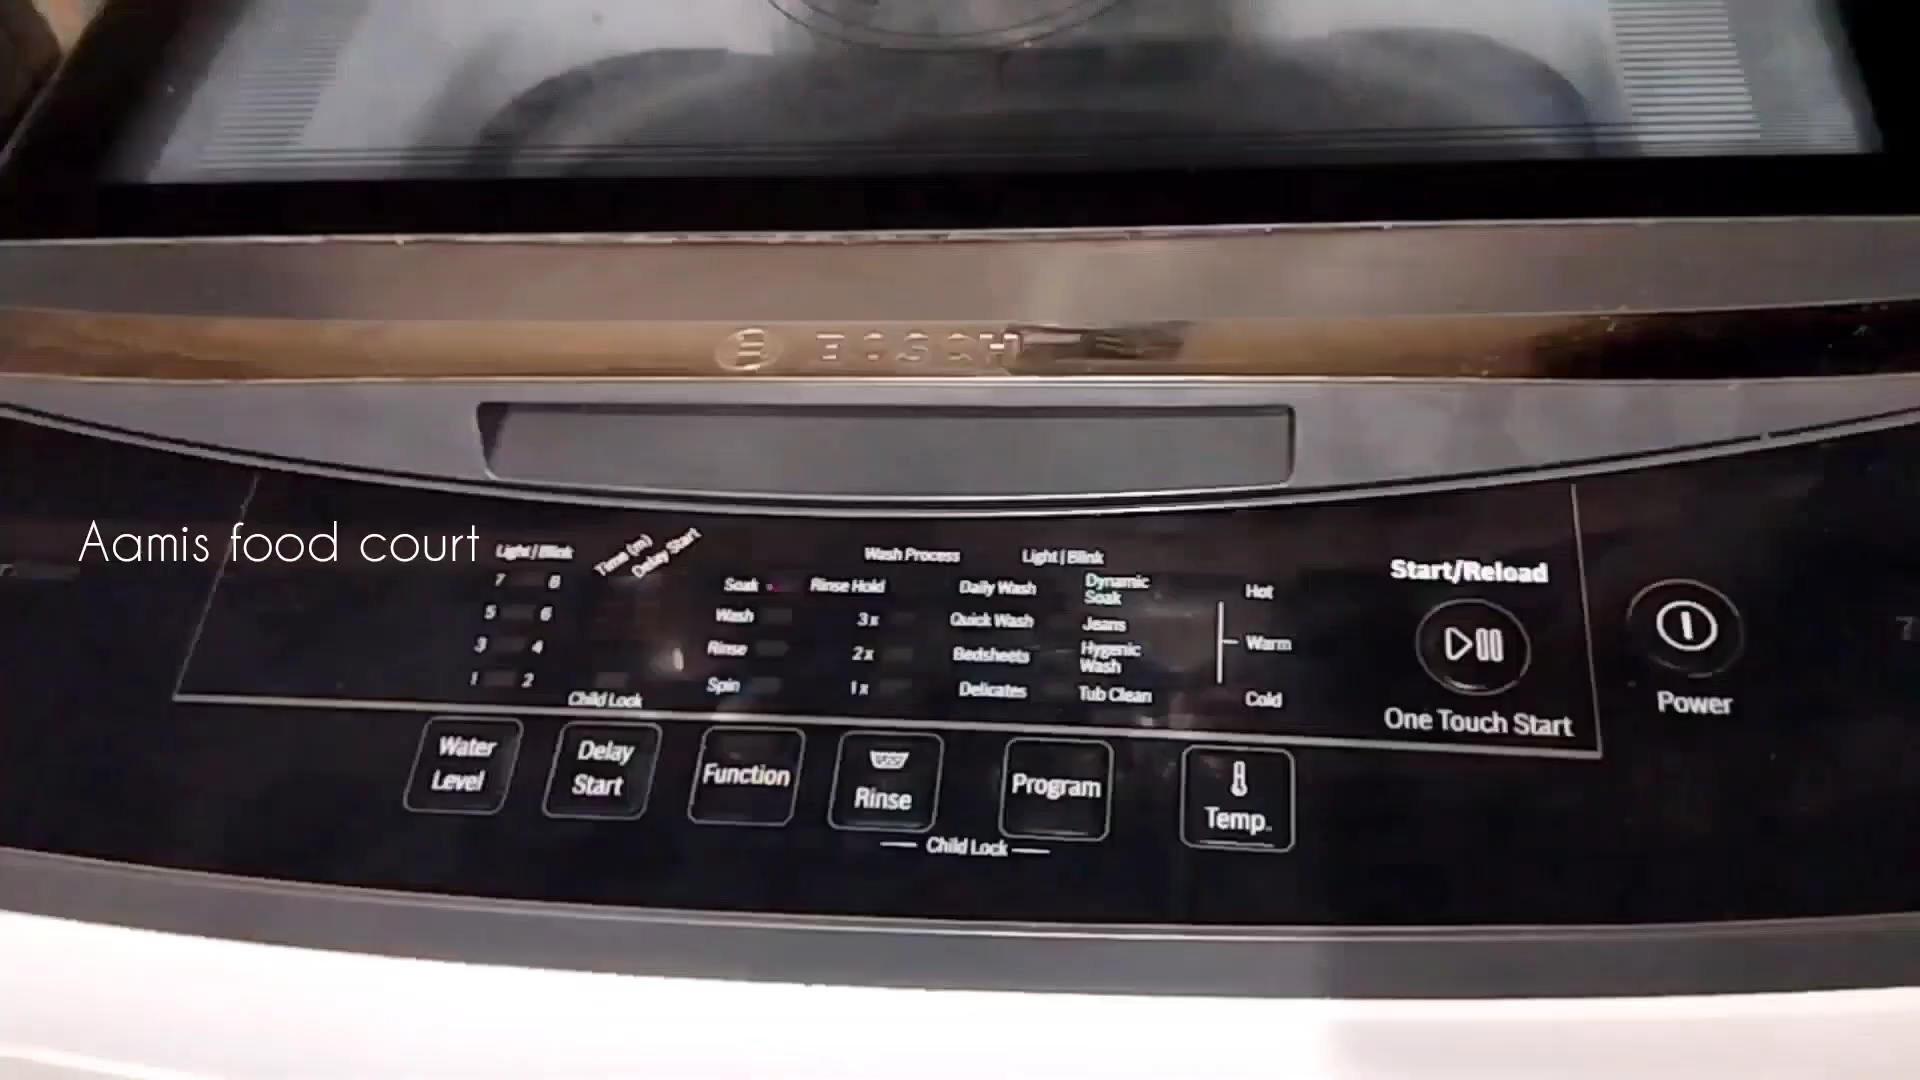 BOSCH
Aamis food court
Light | Blink
7 8
5 6
3 4
1 2
Time (m)
Delay Start
Child Lock
Wash Process
Soak
Wash
Rinse
Spin
Rinse Hold
3x
2x
1x
Light | Blink
Daily Wash
Quick Wash
Bedsheets
Delicates
Dynamic
Soak
Jeans
Hygenic
Wash
Tub Clean
Hot
Warm
Cold
Start/Reload
One Touch Start
Power
Water
Level
Delay
Start
Function
Rinse
Program
Temp.
Child Lock